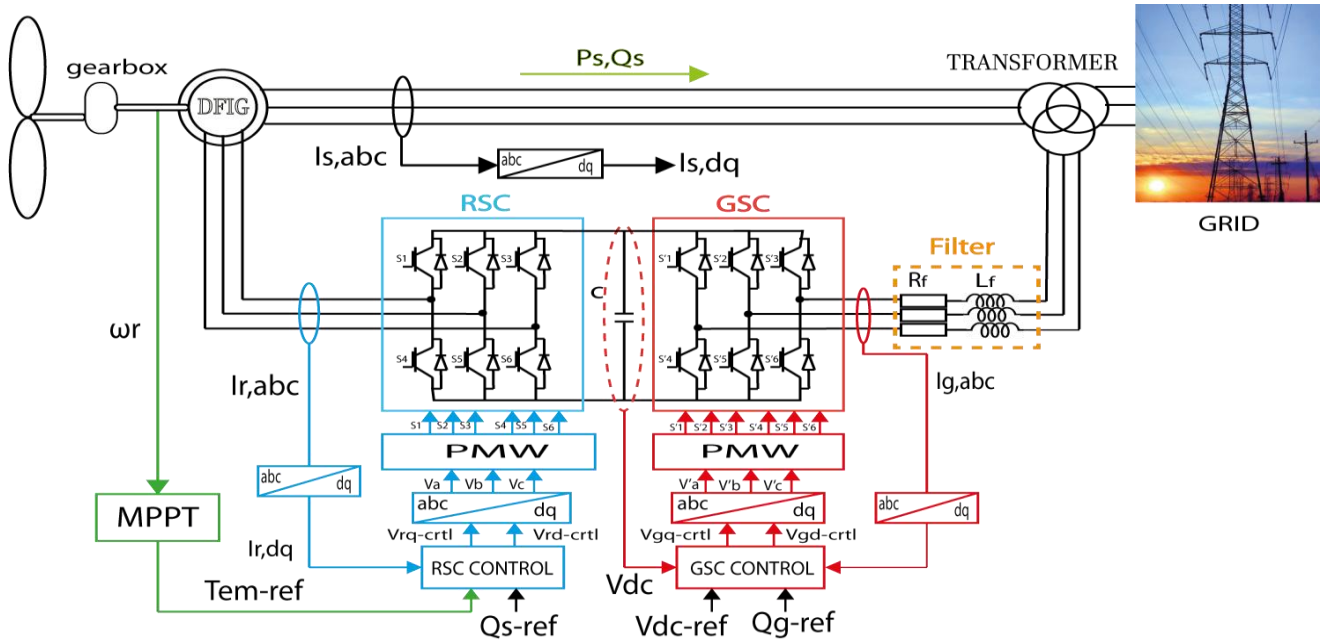 gearbox
DFIG
Ps,Qs
TRANSFORMER
GRID
Is,abc
abc
dq
Is,dq
RSC
GSC
Filter
S1
S2
S3
S4
S5
S6
C
S'1
S'2
S'3
S'4
S'5
S'6
Rf
Lf
ωr
Ir,abc
Ig,abc
S1 S2 S3 S4 S5 S6
S'1 S'2 S'3 S'4 S'5 S'6
PMW
PMW
Va Vb Vc
V'a V'b V'c
abc
dq
abc
dq
abc
dq
abc
dq
MPPT
Ir,dq
Vrq-crtl Vrd-crtl
Vgq-crtl Vgd-crtl
RSC CONTROL
GSC CONTROL
Tem-ref
Vdc
Qs-ref
Vdc-ref
Qg-ref